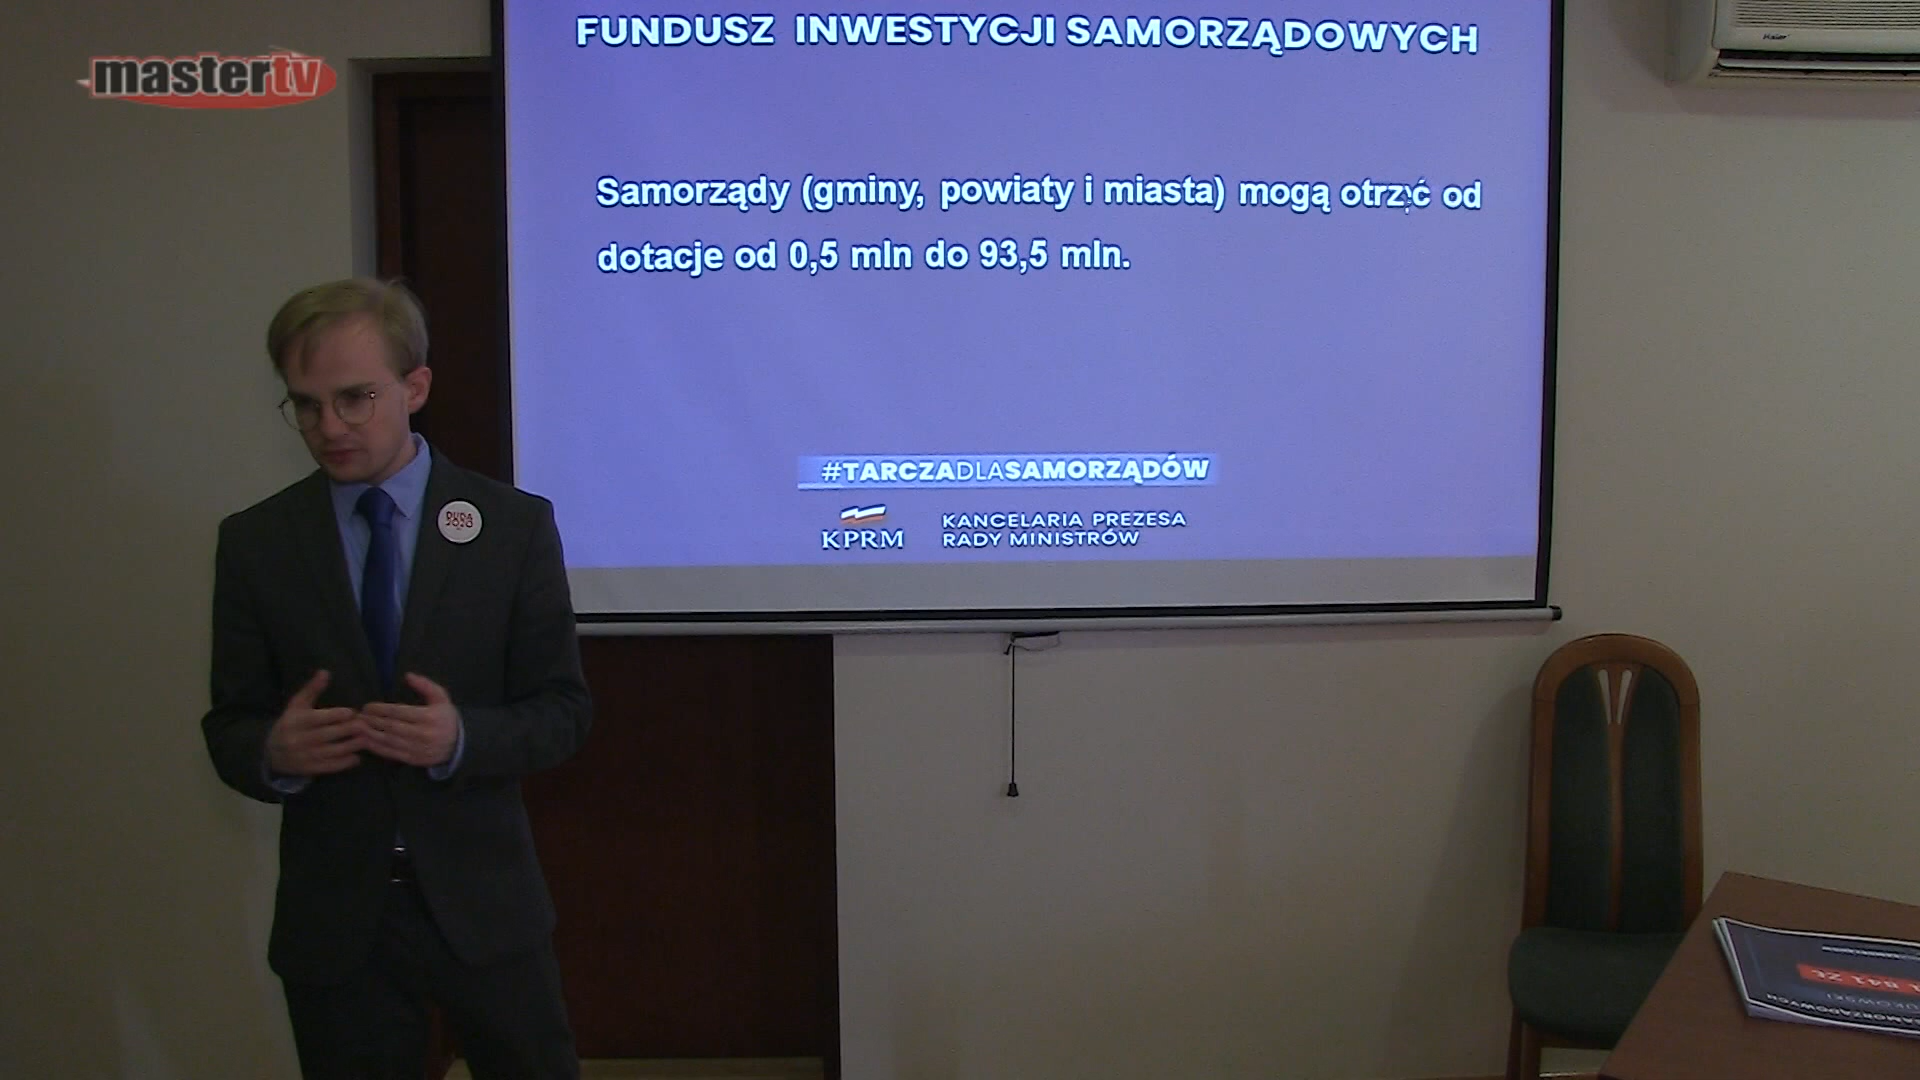 mastertv
Haier
FUNDUSZ INWESTYCJI SAMORZĄDOWYCH
Samorządy (gminy, powiaty i miasta) mogą otrzyć od
dotacje od 0,5 mln do 93,5 mln.
#TARCZADLASAMORZĄDÓW
KPRM
KANCELARIA PREZESA
RADY MINISTRÓW
DUDA
2020